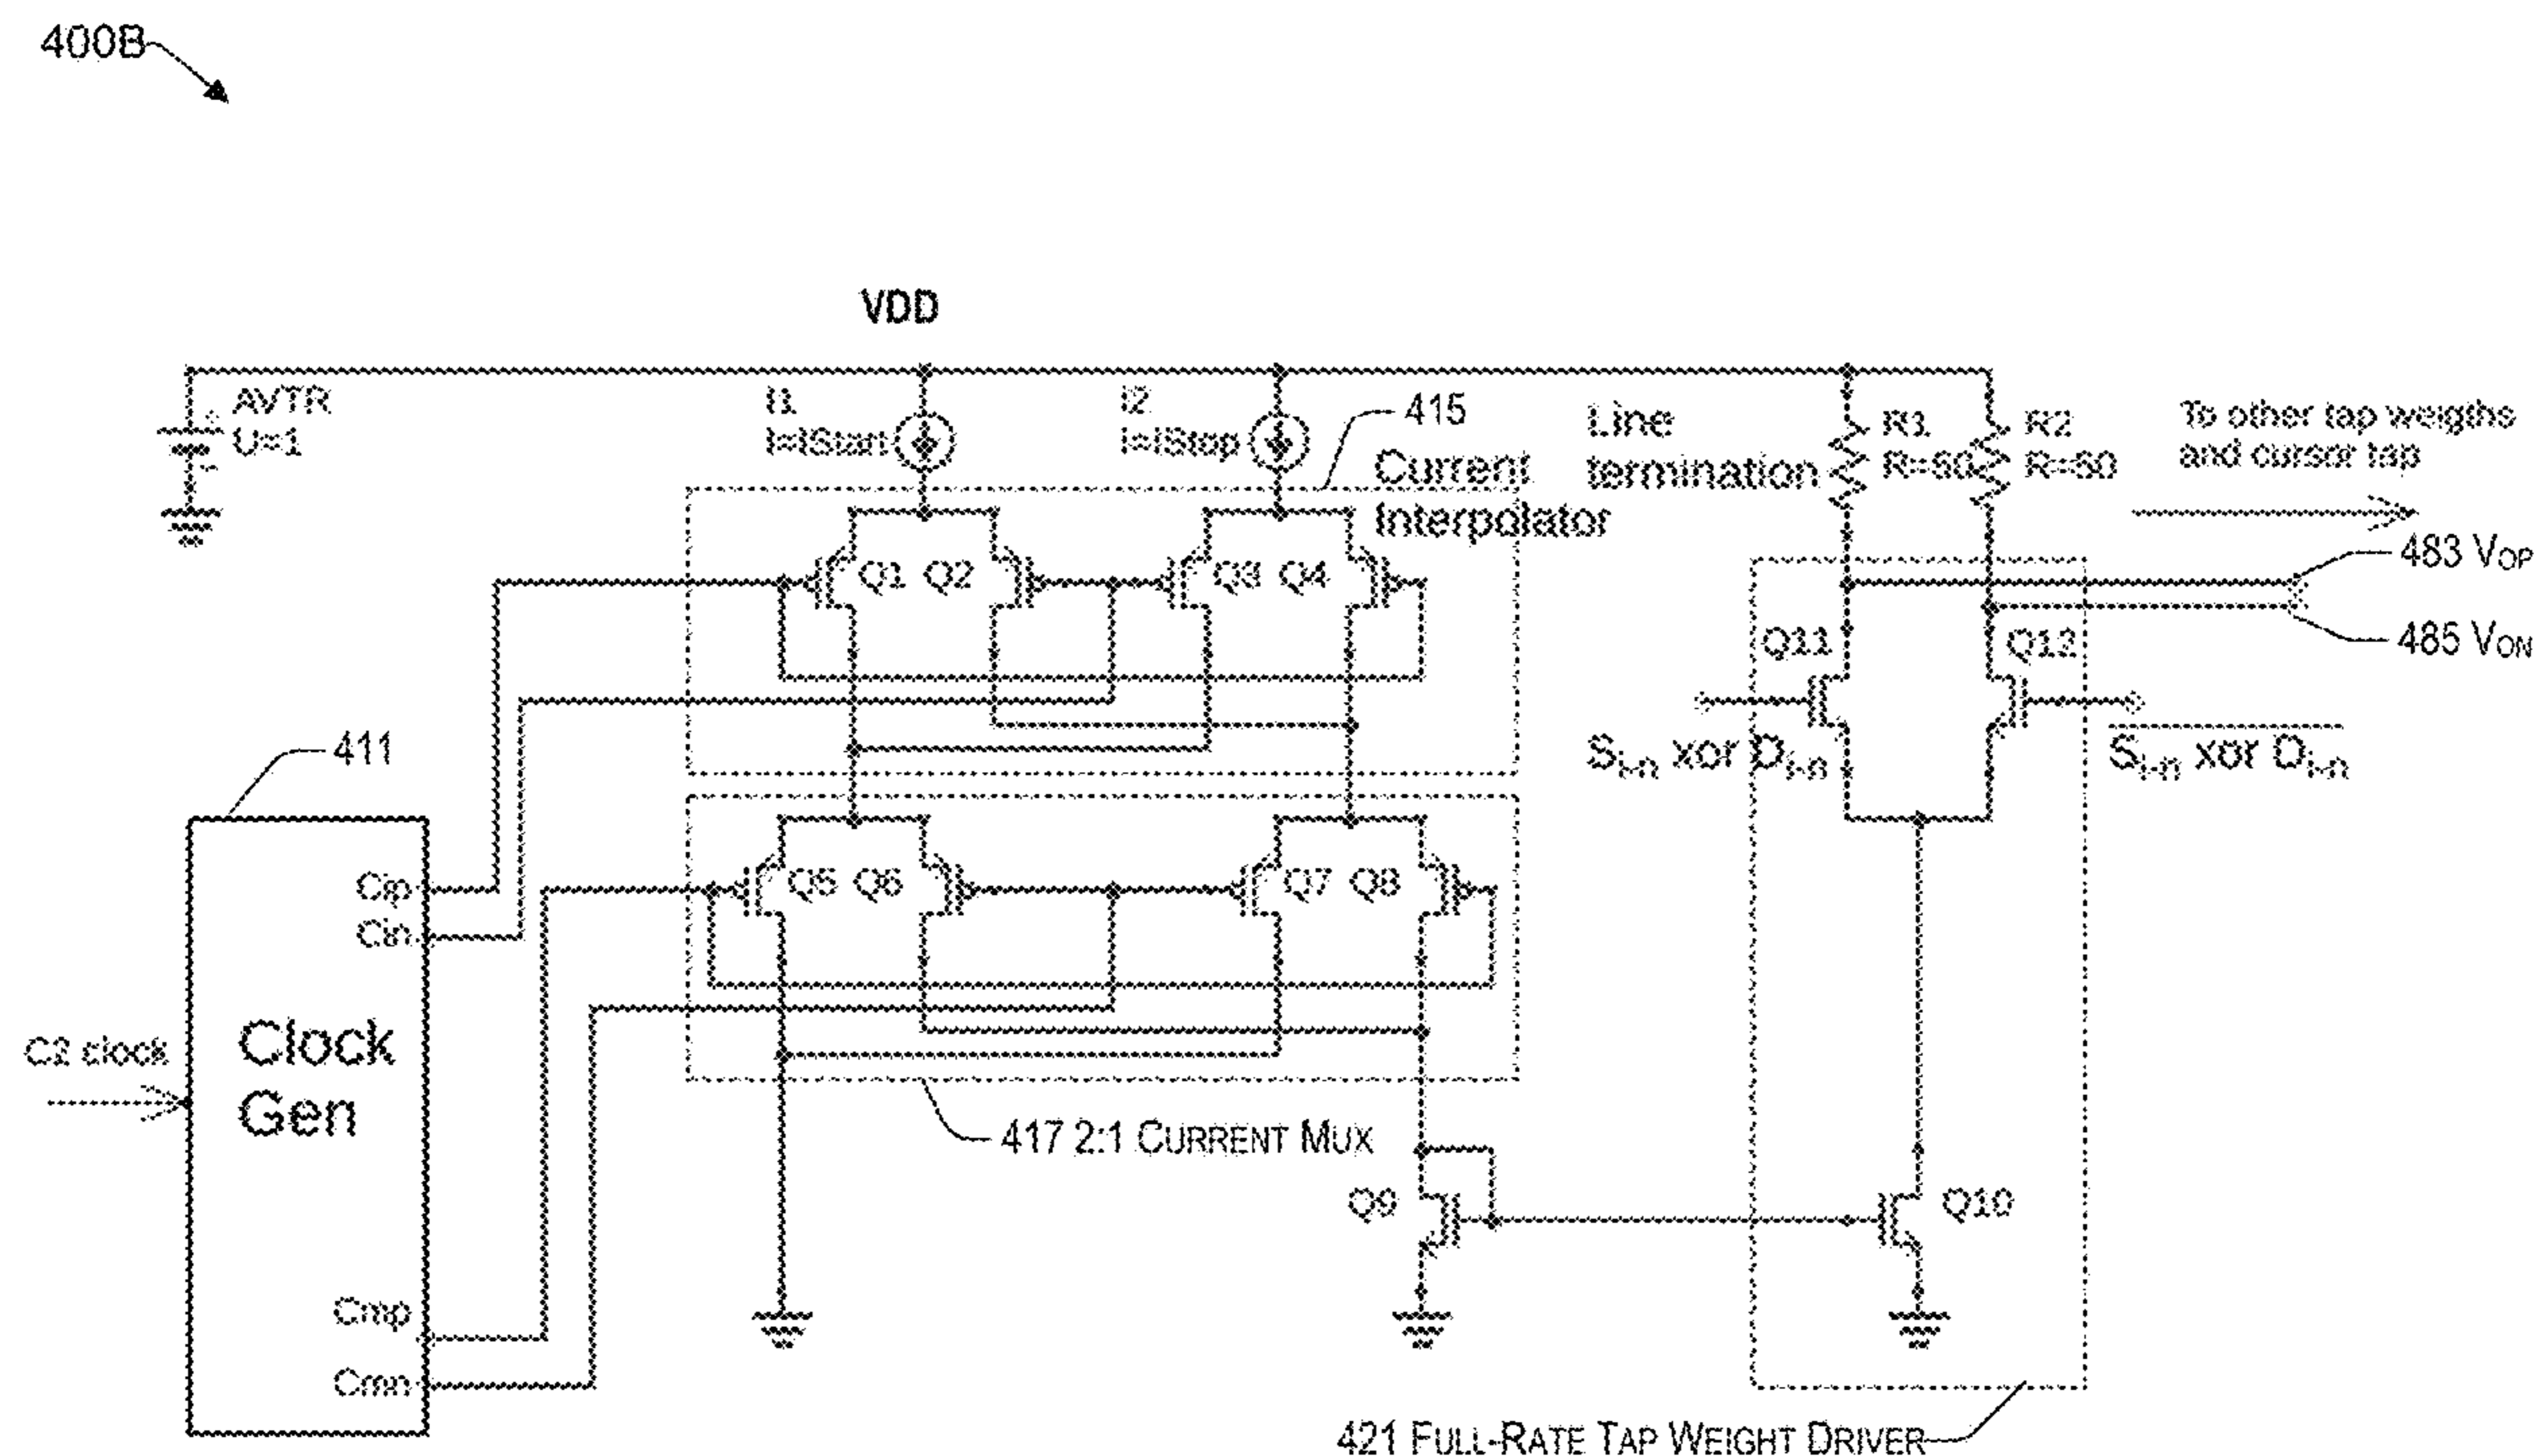 400B
VDD
AVTR
U=1
I1
I=IStart
I2
I=IStop
415
Current
Interpolator
Line
termination
R1
R=50
R2
R=50
To other tap weigths
and cursor tap
483 VOP
485 VON
Q1 Q2
Q3 Q4
Q11
Q12
Si-n xor Di-n
Si-n xor Di-n
411
Cip
Cin
Q5 Q6
Q7 Q8
C2 clock
Clock
Gen
417 2:1 CURRENT MUX
Q9
Q10
Cmp
Cmn
421 FULL-RATE TAP WEIGHT DRIVER